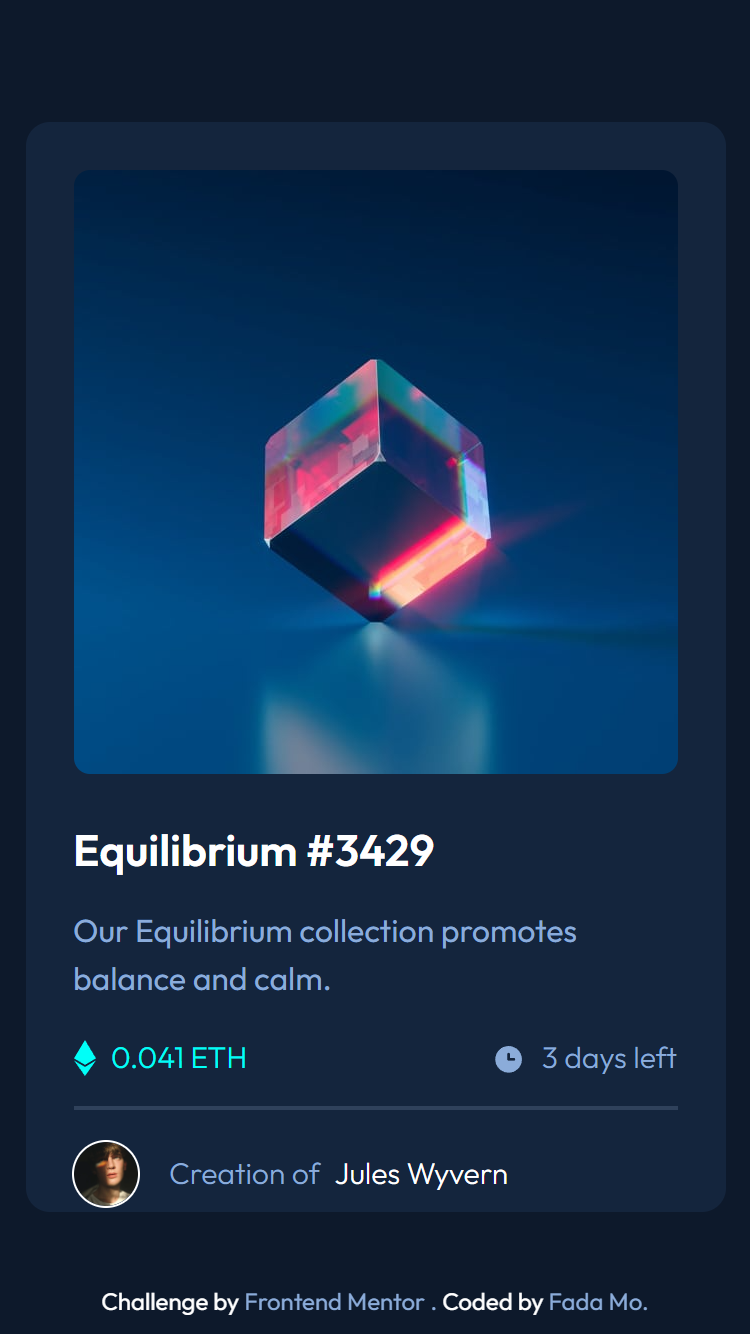 Equilibrium #3429
Our Equilibrium collection promotes
balance and calm.
0.041 ETH 3 days left
Creation of Jules Wyvern
Challenge by Frontend Mentor . Coded by Fada Mo.